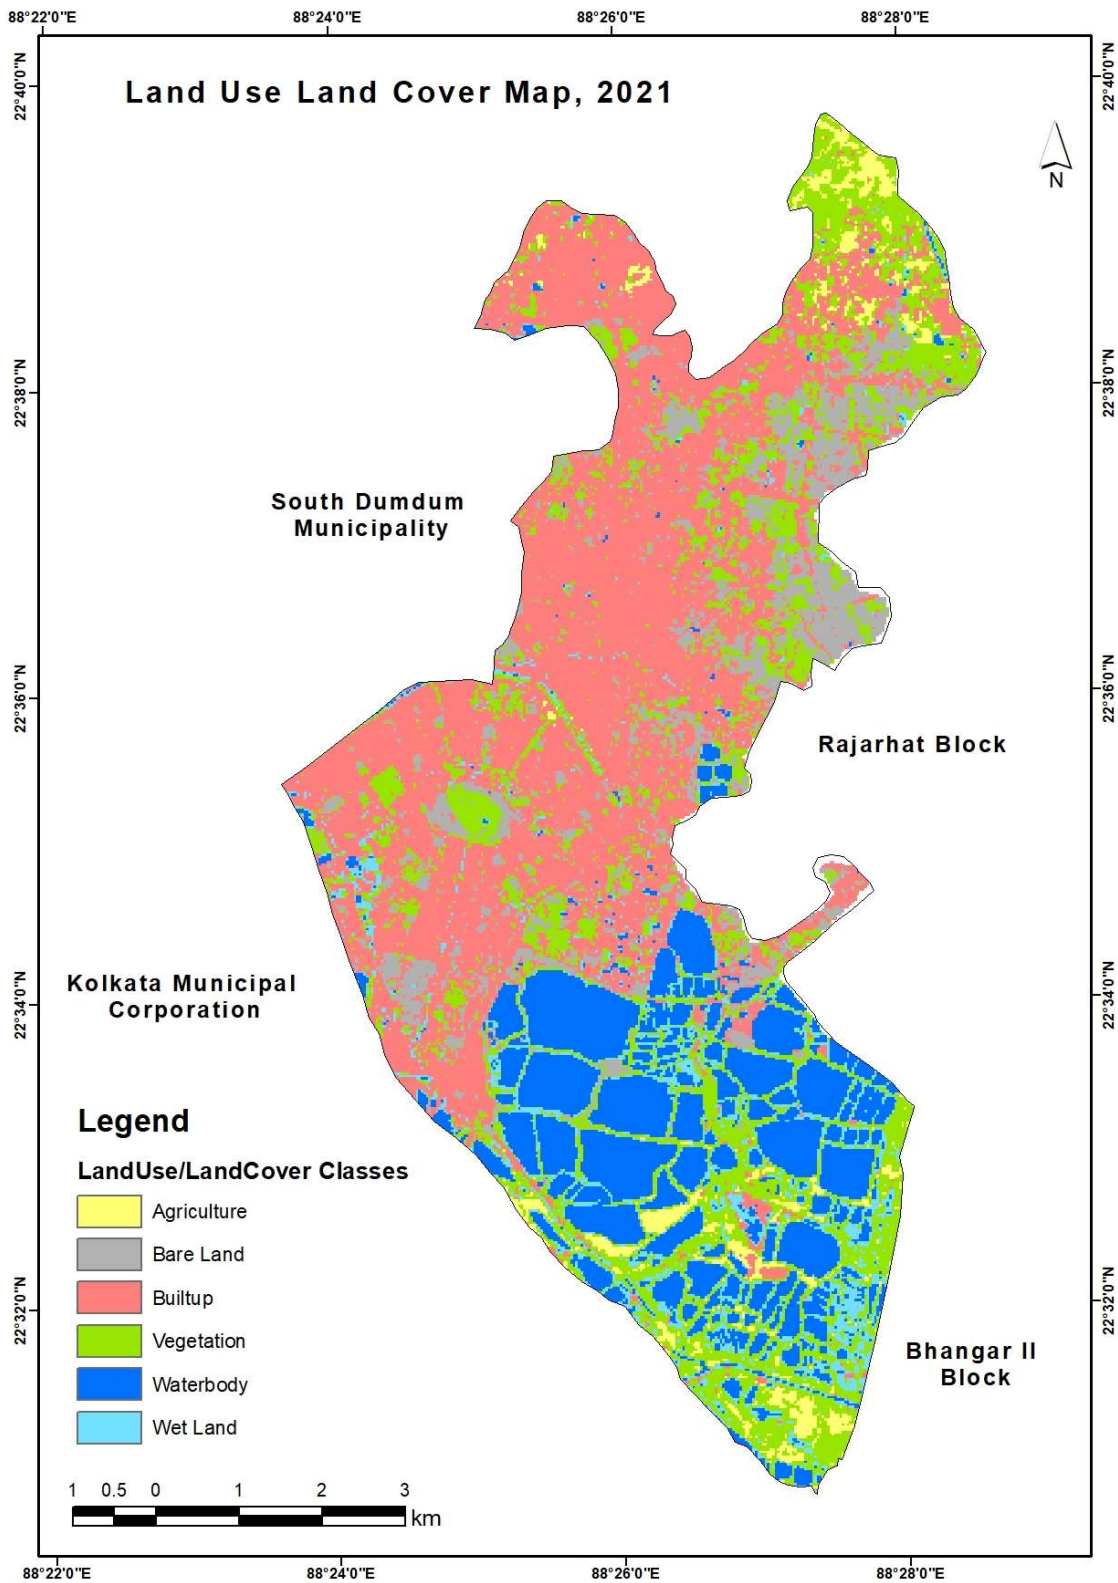 88°22'0"E 88°24'0"E 88°26'0"E 88°28'0"E
Land Use Land Cover Map, 2021
22°40'0"N
22°40'0"N
N
22°38'0"N
22°38'0"N
South Dumdum
Municipality
22°36'0"N
22°36'0"N
Rajarhat Block
Kolkata Municipal
Corporation
22°34'0"N
22°34'0"N
Legend
LandUse/LandCover Classes
Agriculture
Bare Land
Builtup
Vegetation
Waterbody
Wet Land
22°32'0"N
22°32'0"N
Bhangar II
Block
1 0.5 0 1 2 3
km
88°22'0"E 88°24'0"E 88°26'0"E 88°28'0"E